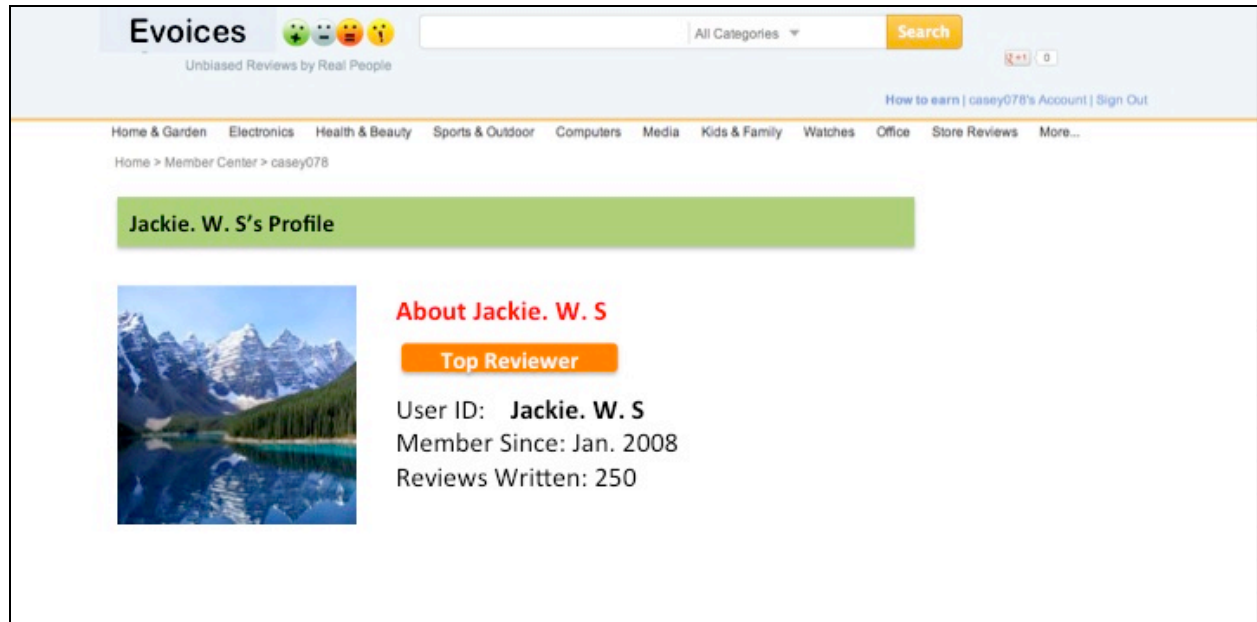 Evoices
All Categories
Search
Unbiased Reviews by Real People
+1 0
How to earn | casey078's Account | Sign Out
Home & Garden Electronics Health & Beauty Sports & Outdoor Computers Media Kids & Family Watches Office Store Reviews More...
Home > Member Center > casey078
Jackie. W. S's Profile
About Jackie. W. S
Top Reviewer
User ID: Jackie. W. S
Member Since: Jan. 2008
Reviews Written: 250